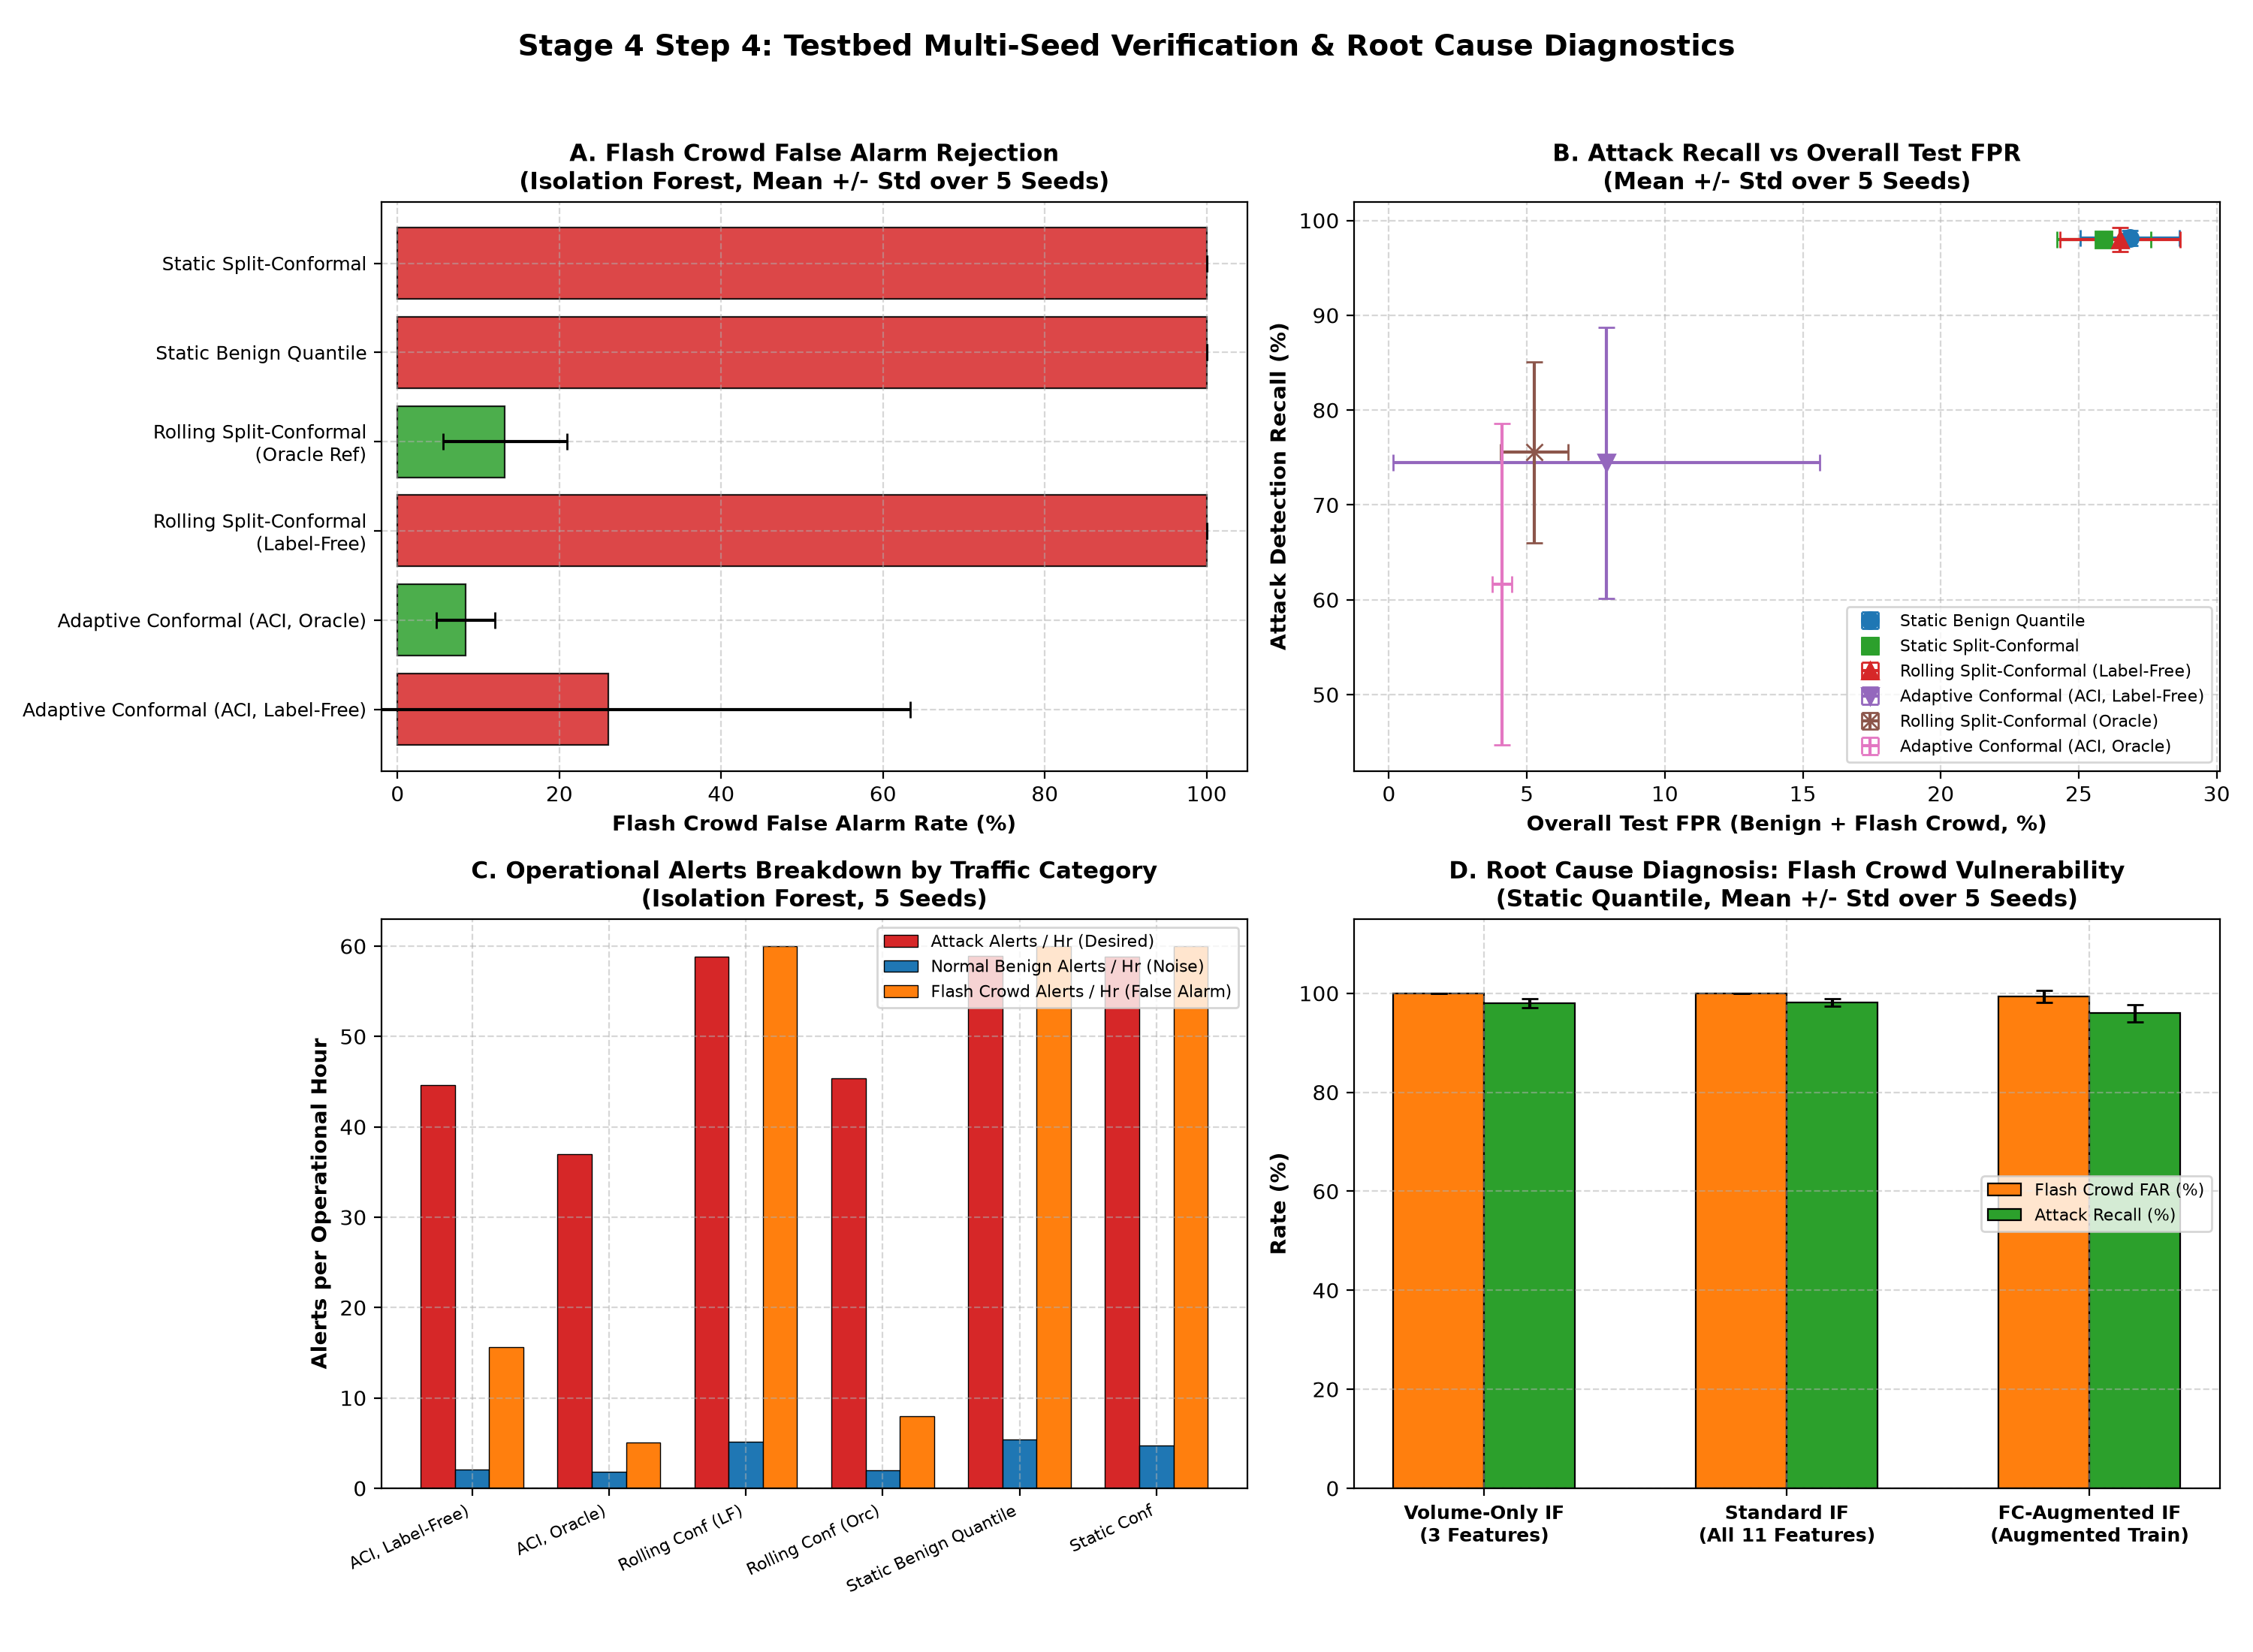 Stage 4 Step 4: Testbed Multi-Seed Verification & Root Cause Diagnostics
A. Flash Crowd False Alarm Rejection
(Isolation Forest, Mean +/- Std over 5 Seeds)
Static Split-Conformal
Static Benign Quantile
Rolling Split-Conformal
(Oracle Ref)
Rolling Split-Conformal
(Label-Free)
Adaptive Conformal (ACI, Oracle)
Adaptive Conformal (ACI, Label-Free)
0 20 40 60 80 100
Flash Crowd False Alarm Rate (%)
B. Attack Recall vs Overall Test FPR
(Mean +/- Std over 5 Seeds)
Attack Detection Recall (%)
100
90
80
70
60
50
Static Benign Quantile
Static Split-Conformal
Rolling Split-Conformal (Label-Free)
Adaptive Conformal (ACI, Label-Free)
Rolling Split-Conformal (Oracle)
Adaptive Conformal (ACI, Oracle)
0 5 10 15 20 25 30
Overall Test FPR (Benign + Flash Crowd, %)
C. Operational Alerts Breakdown by Traffic Category
(Isolation Forest, 5 Seeds)
Alerts per Operational Hour
60
50
40
30
20
10
0
Attack Alerts / Hr (Desired)
Normal Benign Alerts / Hr (Noise)
Flash Crowd Alerts / Hr (False Alarm)
ACI, Label-Free)
ACI, Oracle)
Rolling Conf (LF)
Rolling Conf (Orc)
Static Benign Quantile
Static Conf
D. Root Cause Diagnosis: Flash Crowd Vulnerability
(Static Quantile, Mean +/- Std over 5 Seeds)
Rate (%)
100
80
60
40
20
0
Flash Crowd FAR (%)
Attack Recall (%)
Volume-Only IF
(3 Features)
Standard IF
(All 11 Features)
FC-Augmented IF
(Augmented Train)